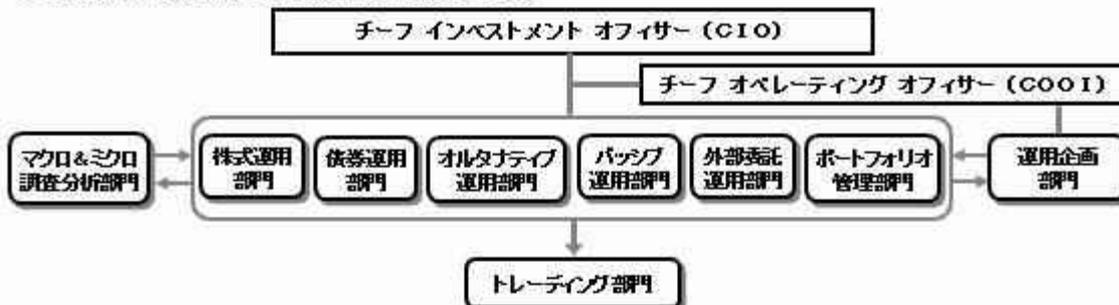 チーフ インベストメント オフィサー (CIO)
チーフ オペレーティング オフィサー (COOI)
マクロ&ミクロ
調査分析部門
株式運用
部門
債券運用
部門
オルタナティブ
運用部門
パッシブ
運用部門
外部委託
運用部門
ポートフォリオ
管理部門
運用企画
部門
トレーディング部門